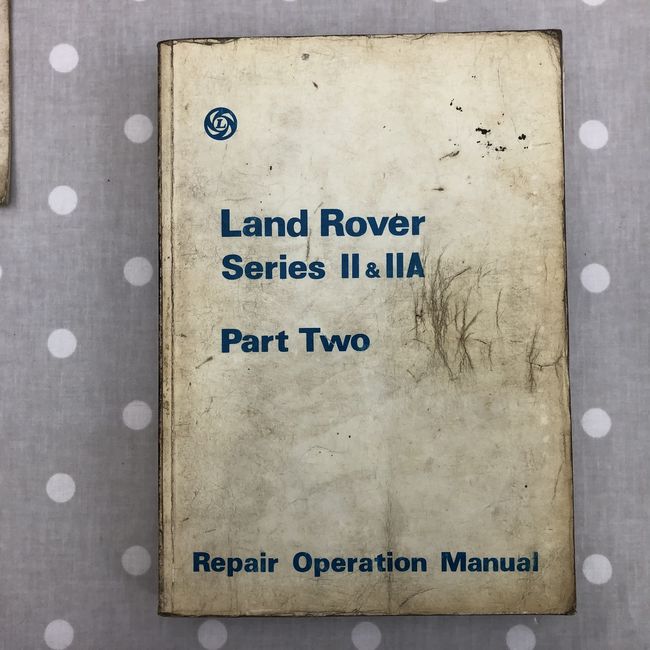 L
Land Rover
Series II & IIA
Part Two
Repair Operation Manual